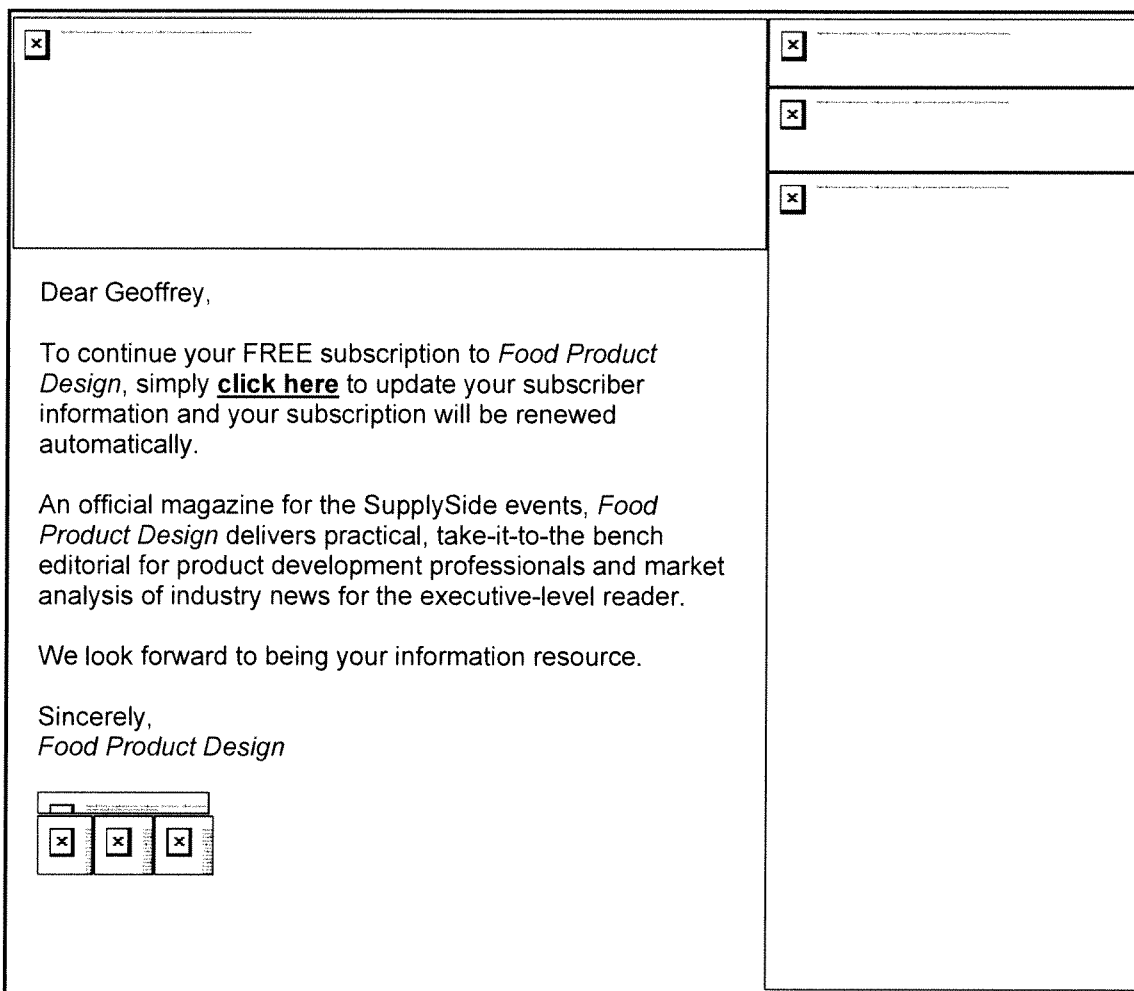 Dear Geoffrey,
To continue your FREE subscription to Food Product
Design, simply click here to update your subscriber
information and your subscription will be renewed
automatically.
An official magazine for the SupplySide events, Food
Product Design delivers practical, take-it-to-the bench
editorial for product development professionals and market
analysis of industry news for the executive-level reader.
We look forward to being your information resource.
Sincerely,
Food Product Design